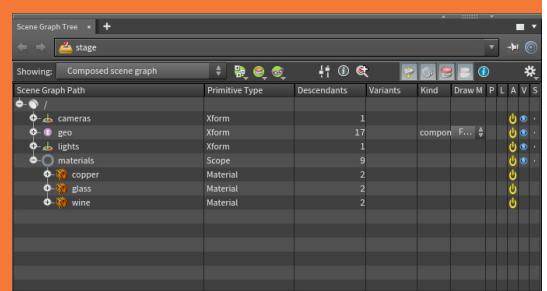 Scene Graph Tree × +
stage
Showing: Composed scene graph
Scene Graph Path Primitive Type Descendants Variants Kind Draw M P L A V S
/
cameras Xform 1
geo Xform 17 compon F...
lights Xform 1
materials Scope 9
copper Material 2
glass Material 2
wine Material 2